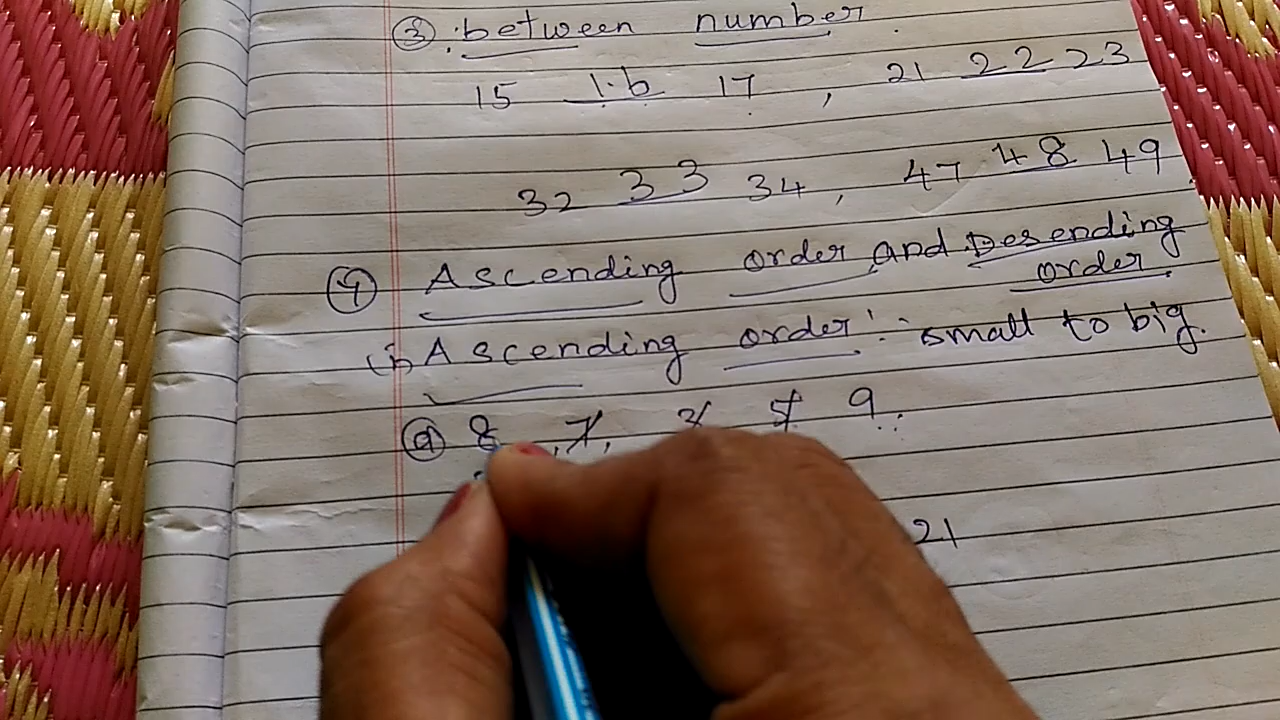 3 between number
15 16 17 , 21 22 23
32 33 34 , 47 48 49
4 Ascending order and Desending
order.
(i) Ascending order :- small to big.
a 8 , 7, 3 5 9
21